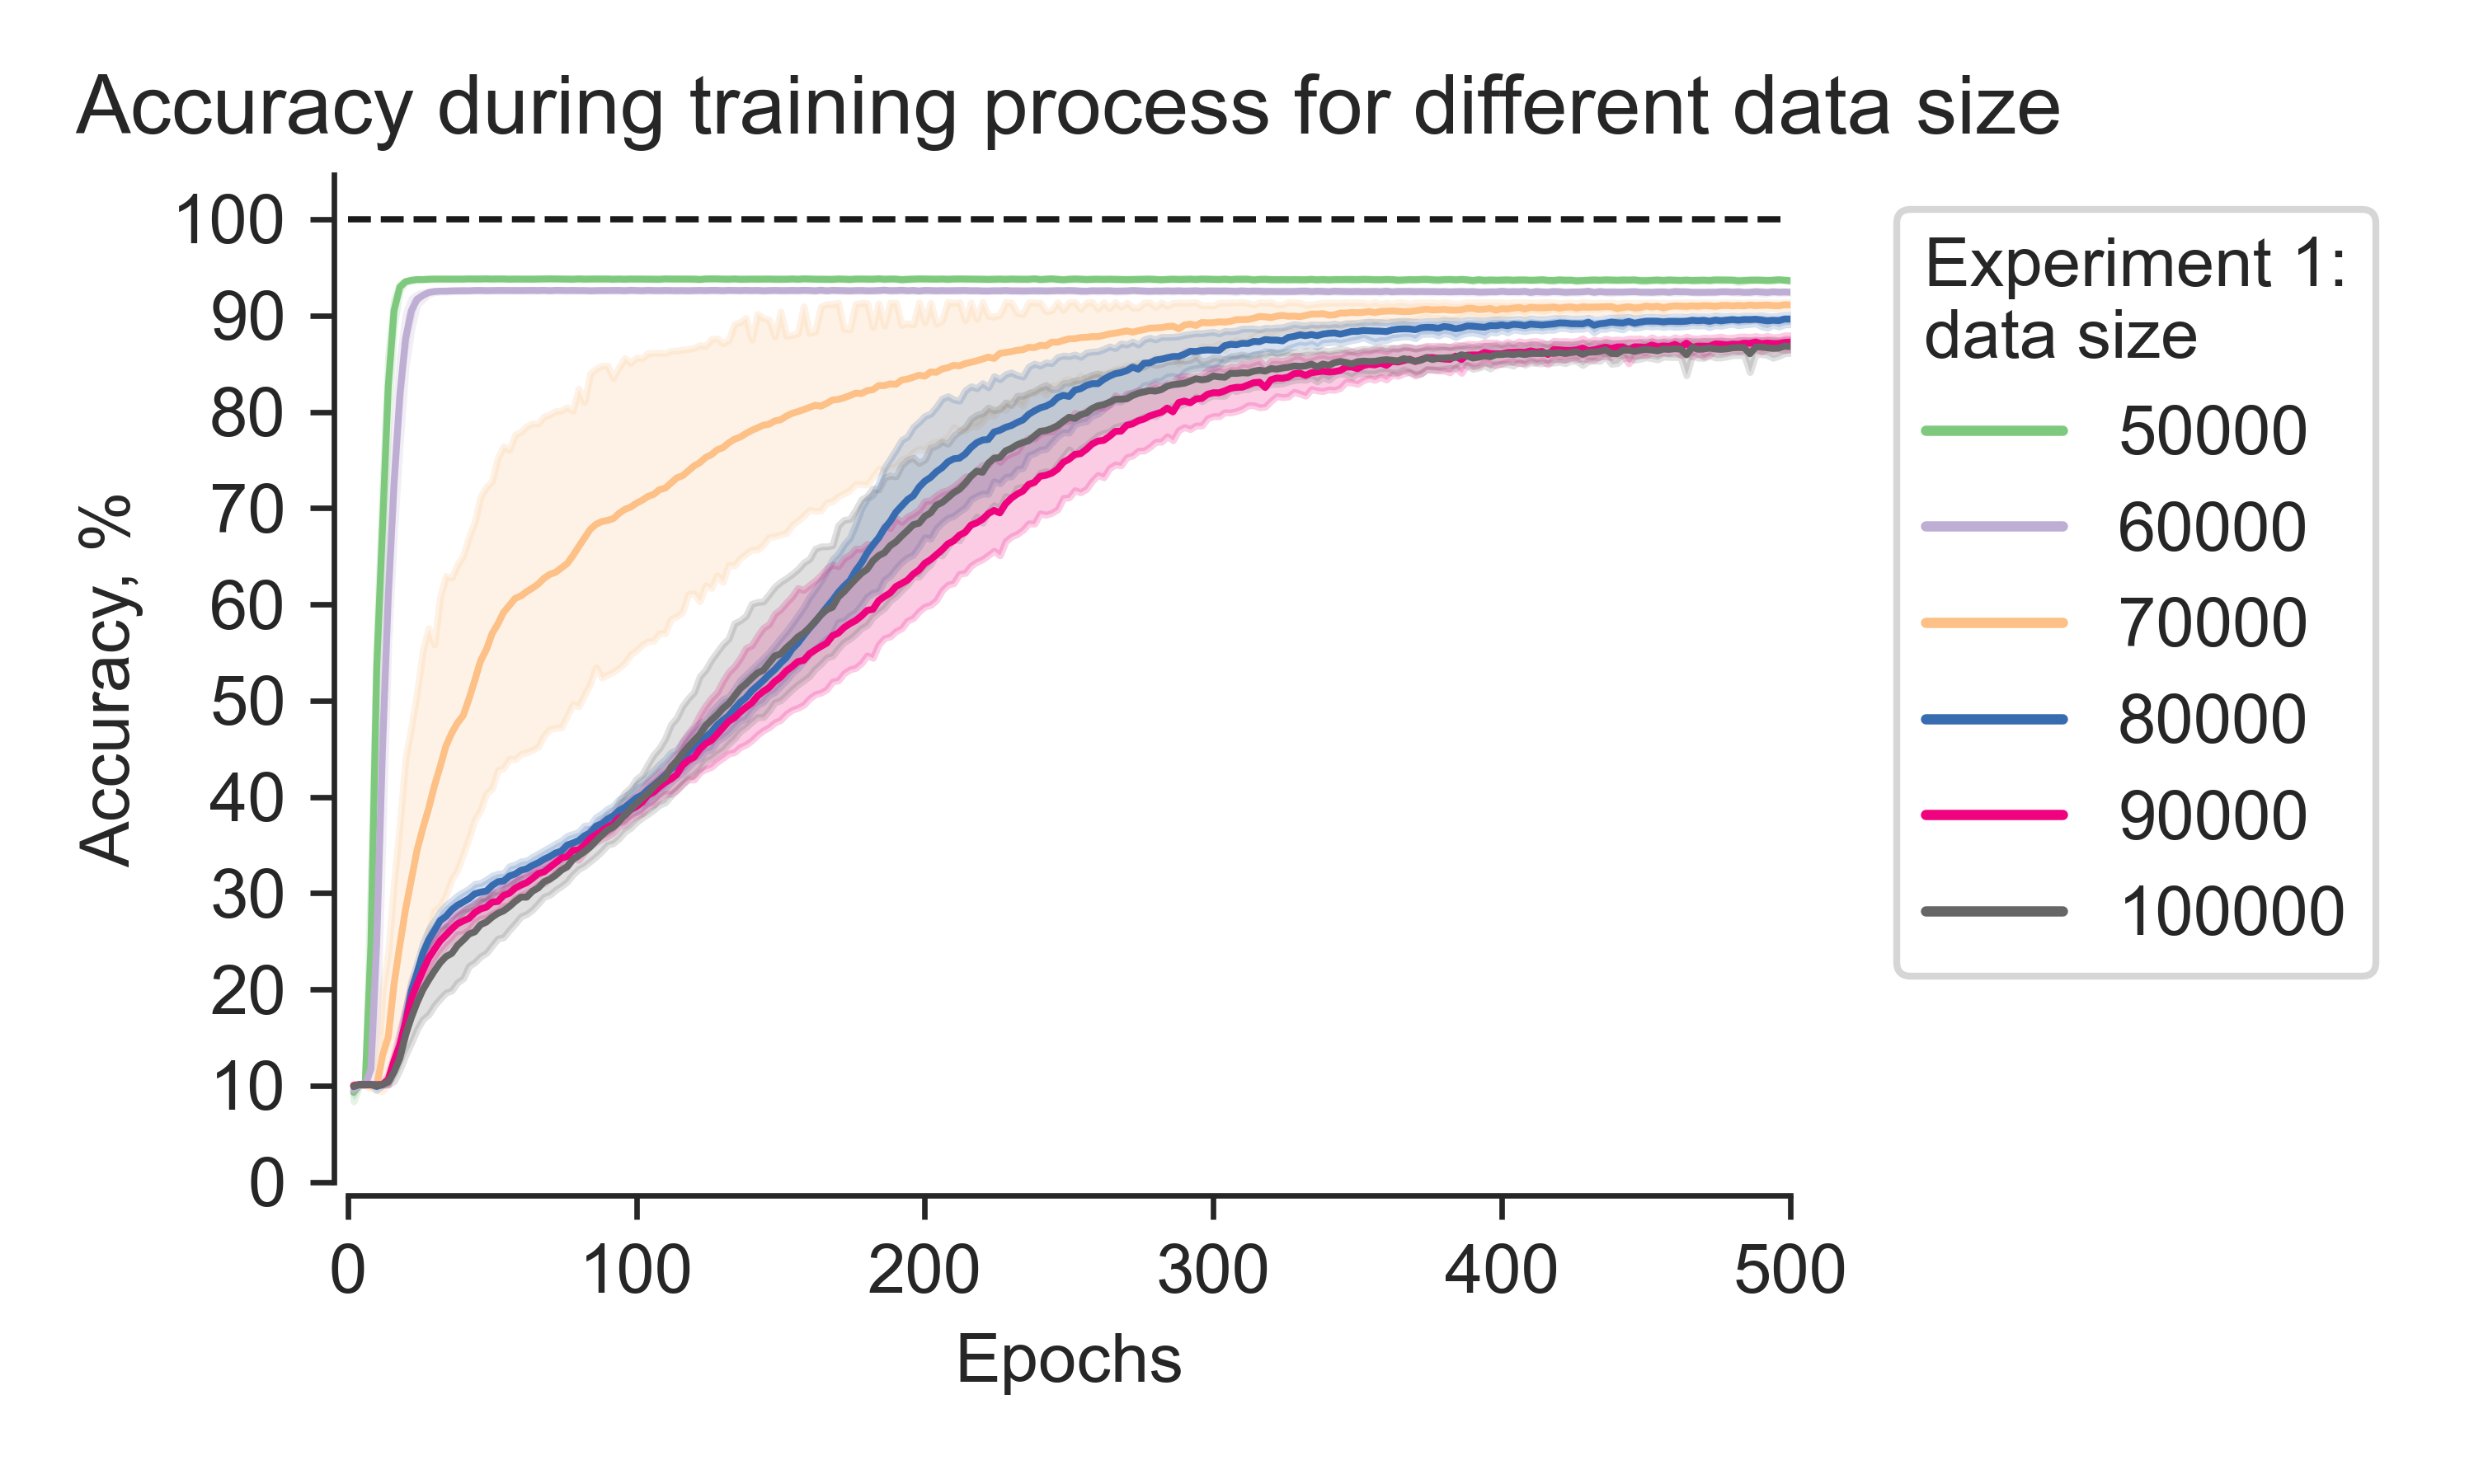 Accuracy during training process for different data size
Accuracy, %
100
90
80
70
60
50
40
30
20
10
0
0 100 200 300 400 500
Epochs
Experiment 1:
data size
50000
60000
70000
80000
90000
100000